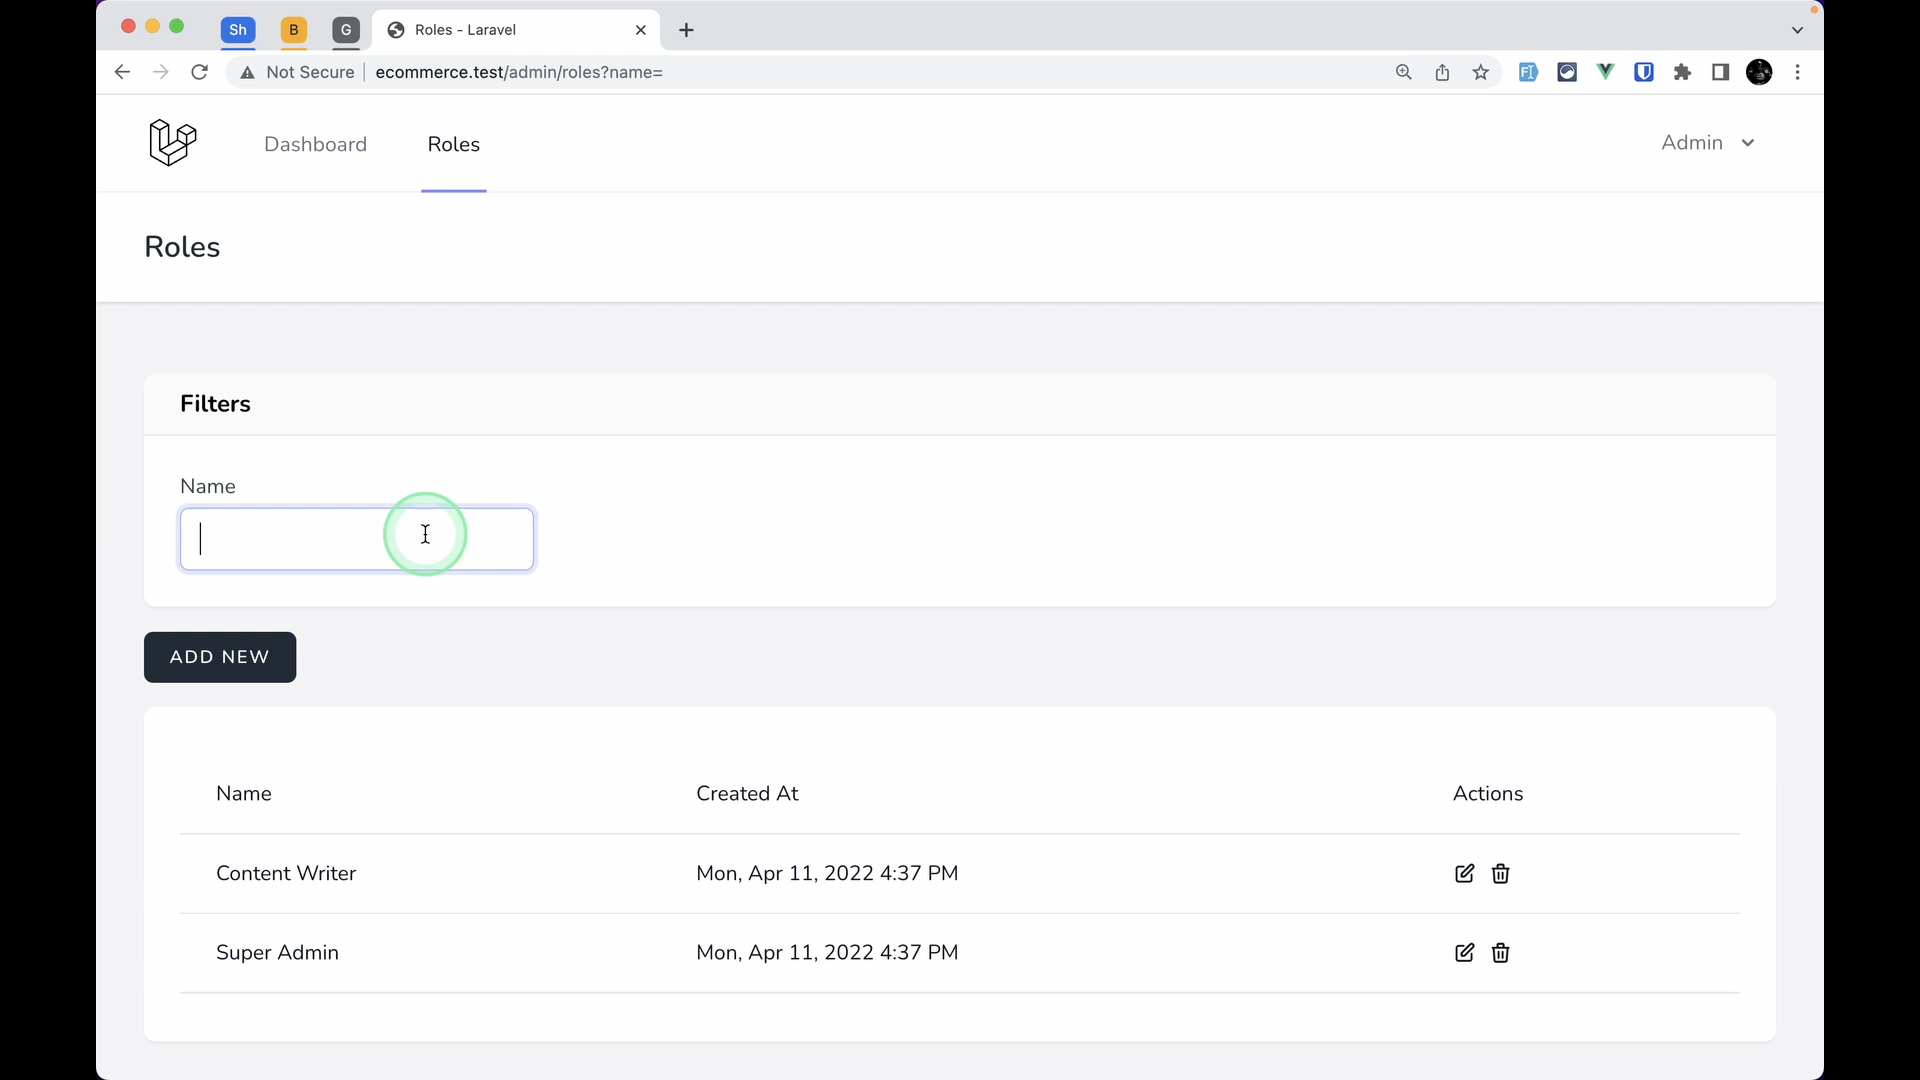 Sh B G Roles - Laravel
Not Secure ecommerce.test/admin/roles?name=
Dashboard Roles Admin
Roles
Filters
Name
ADD NEW
Name Created At Actions
Content Writer Mon, Apr 11, 2022 4:37 PM
Super Admin Mon, Apr 11, 2022 4:37 PM